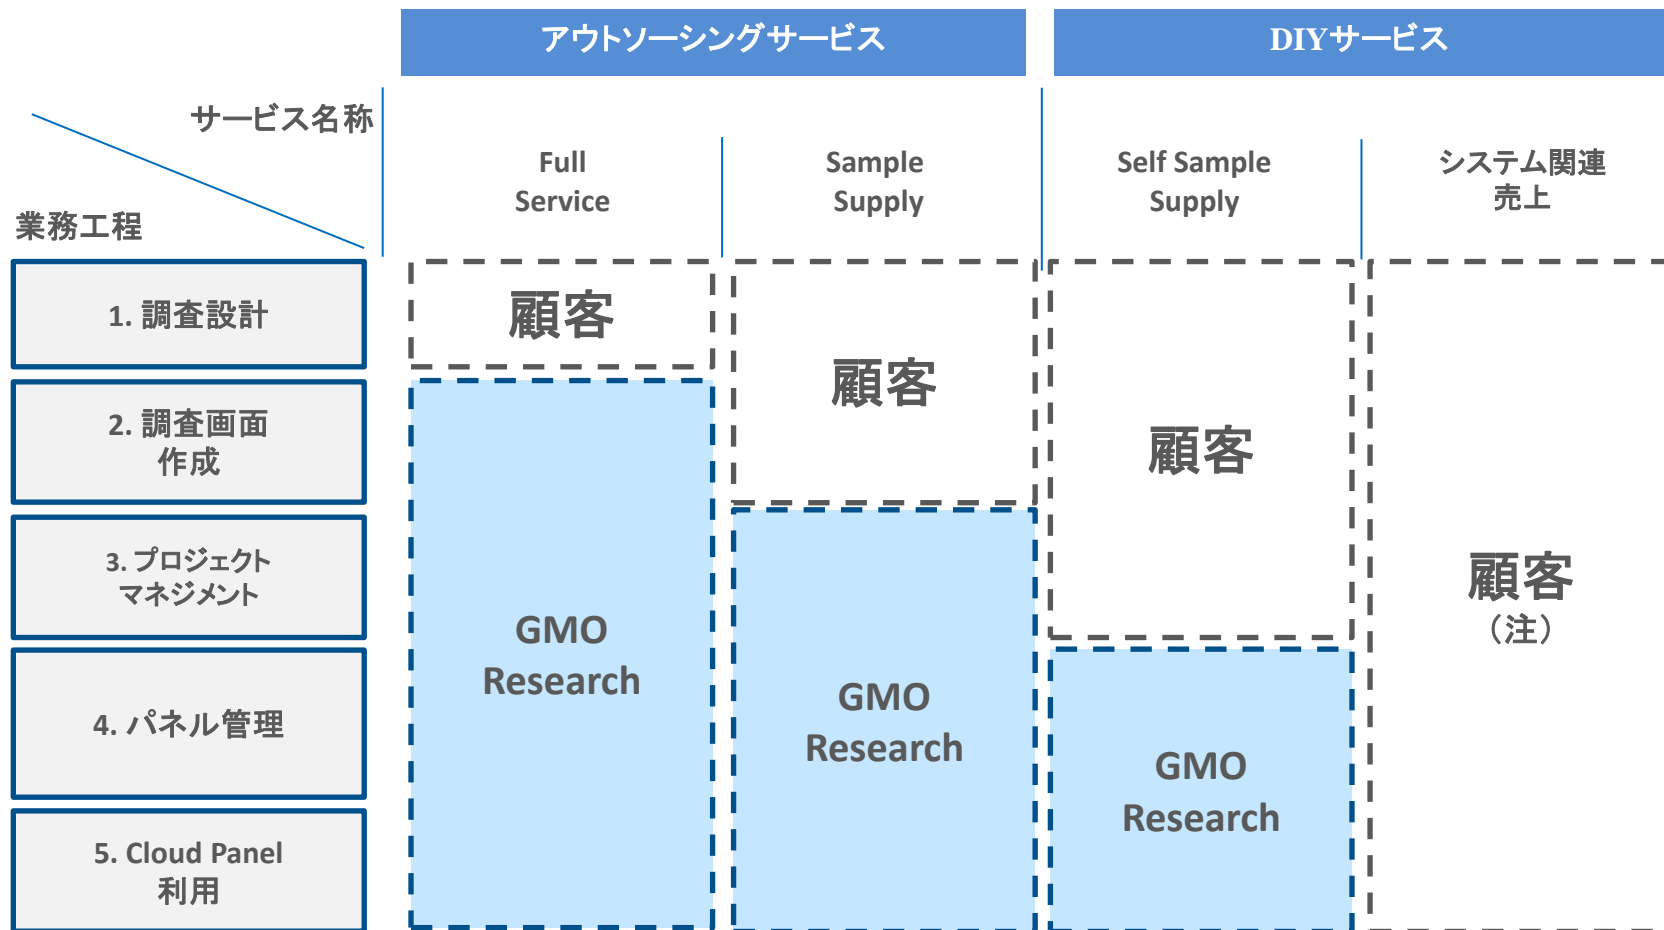 アウトソーシングサービス
DIYサービス
サービス名称
業務工程
Full
Service
Sample
Supply
Self Sample
Supply
システム関連
売上
1. 調査設計
2. 調査画面
作成
3. プロジェクト
マネジメント
4. パネル管理
5. Cloud Panel
利用
顧客
GMO
Research
顧客
GMO
Research
顧客
GMO
Research
顧客
（注）